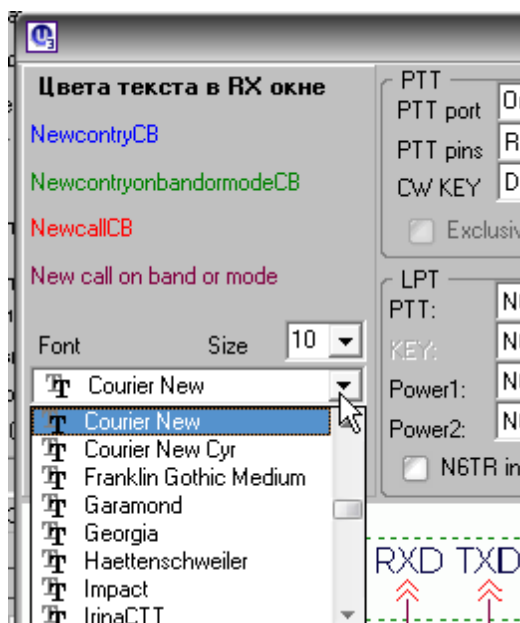 Цвета текста в RX окне
NewcontryCB
NewcontryonbandormodeCB
NewcallCB
New call on band or mode
Font Size 10
Courier New
Courier New
Courier New Cyr
Franklin Gothic Medium
Garamond
Georgia
Haettenschweiler
Impact
IrinaCTT
PTT
PTT port
PTT pins
CW KEY
LPT
PTT:
KEY:
Power1:
Power2:
N6TR
RXD TXD